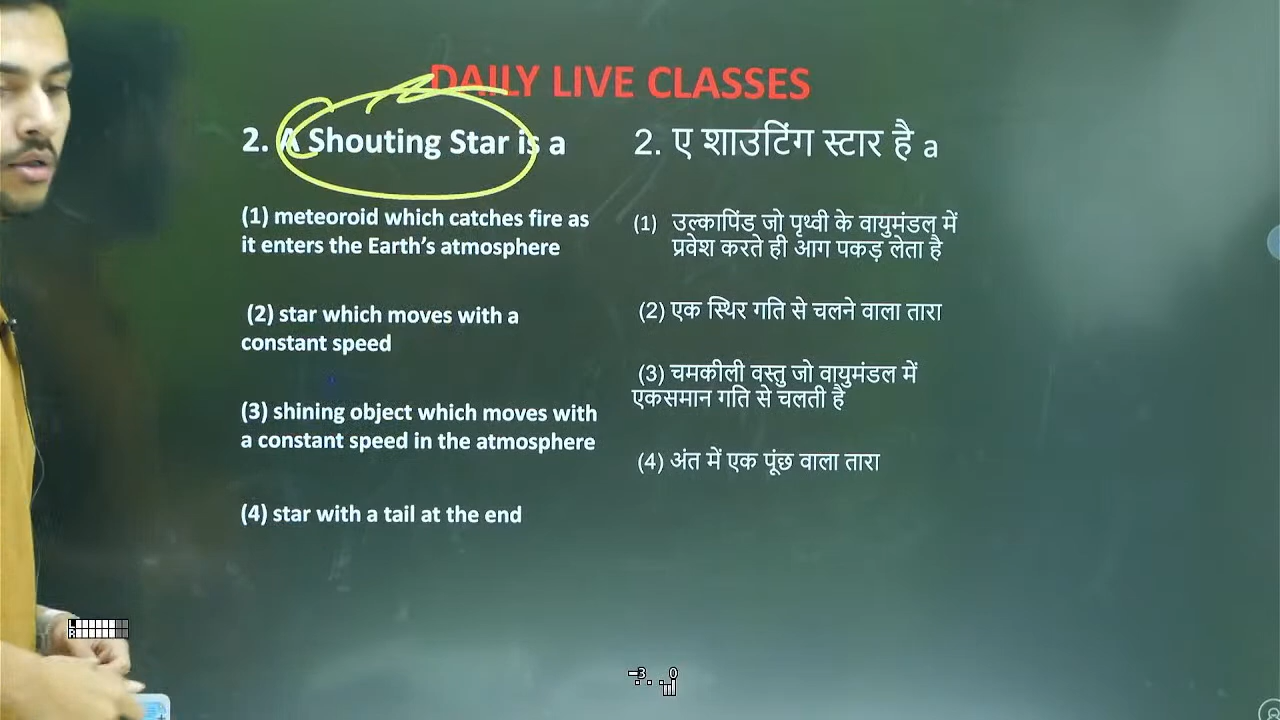 DAILY LIVE CLASSES
2. A Shouting Star is a
(1) meteoroid which catches fire as
it enters the Earth's atmosphere
(2) star which moves with a
constant speed
(3) shining object which moves with
a constant speed in the atmosphere
(4) star with a tail at the end
2. ए शाउटिंग स्टार है a
(1) उल्कापिंड जो पृथ्वी के वायुमंडल में
प्रवेश करते ही आग पकड़ लेता है
(2) एक स्थिर गति से चलने वाला तारा
(3) चमकीली वस्तु जो वायुमंडल में
एकसमान गति से चलती है
(4) अंत में एक पूंछ वाला तारा
L
R
-3 0